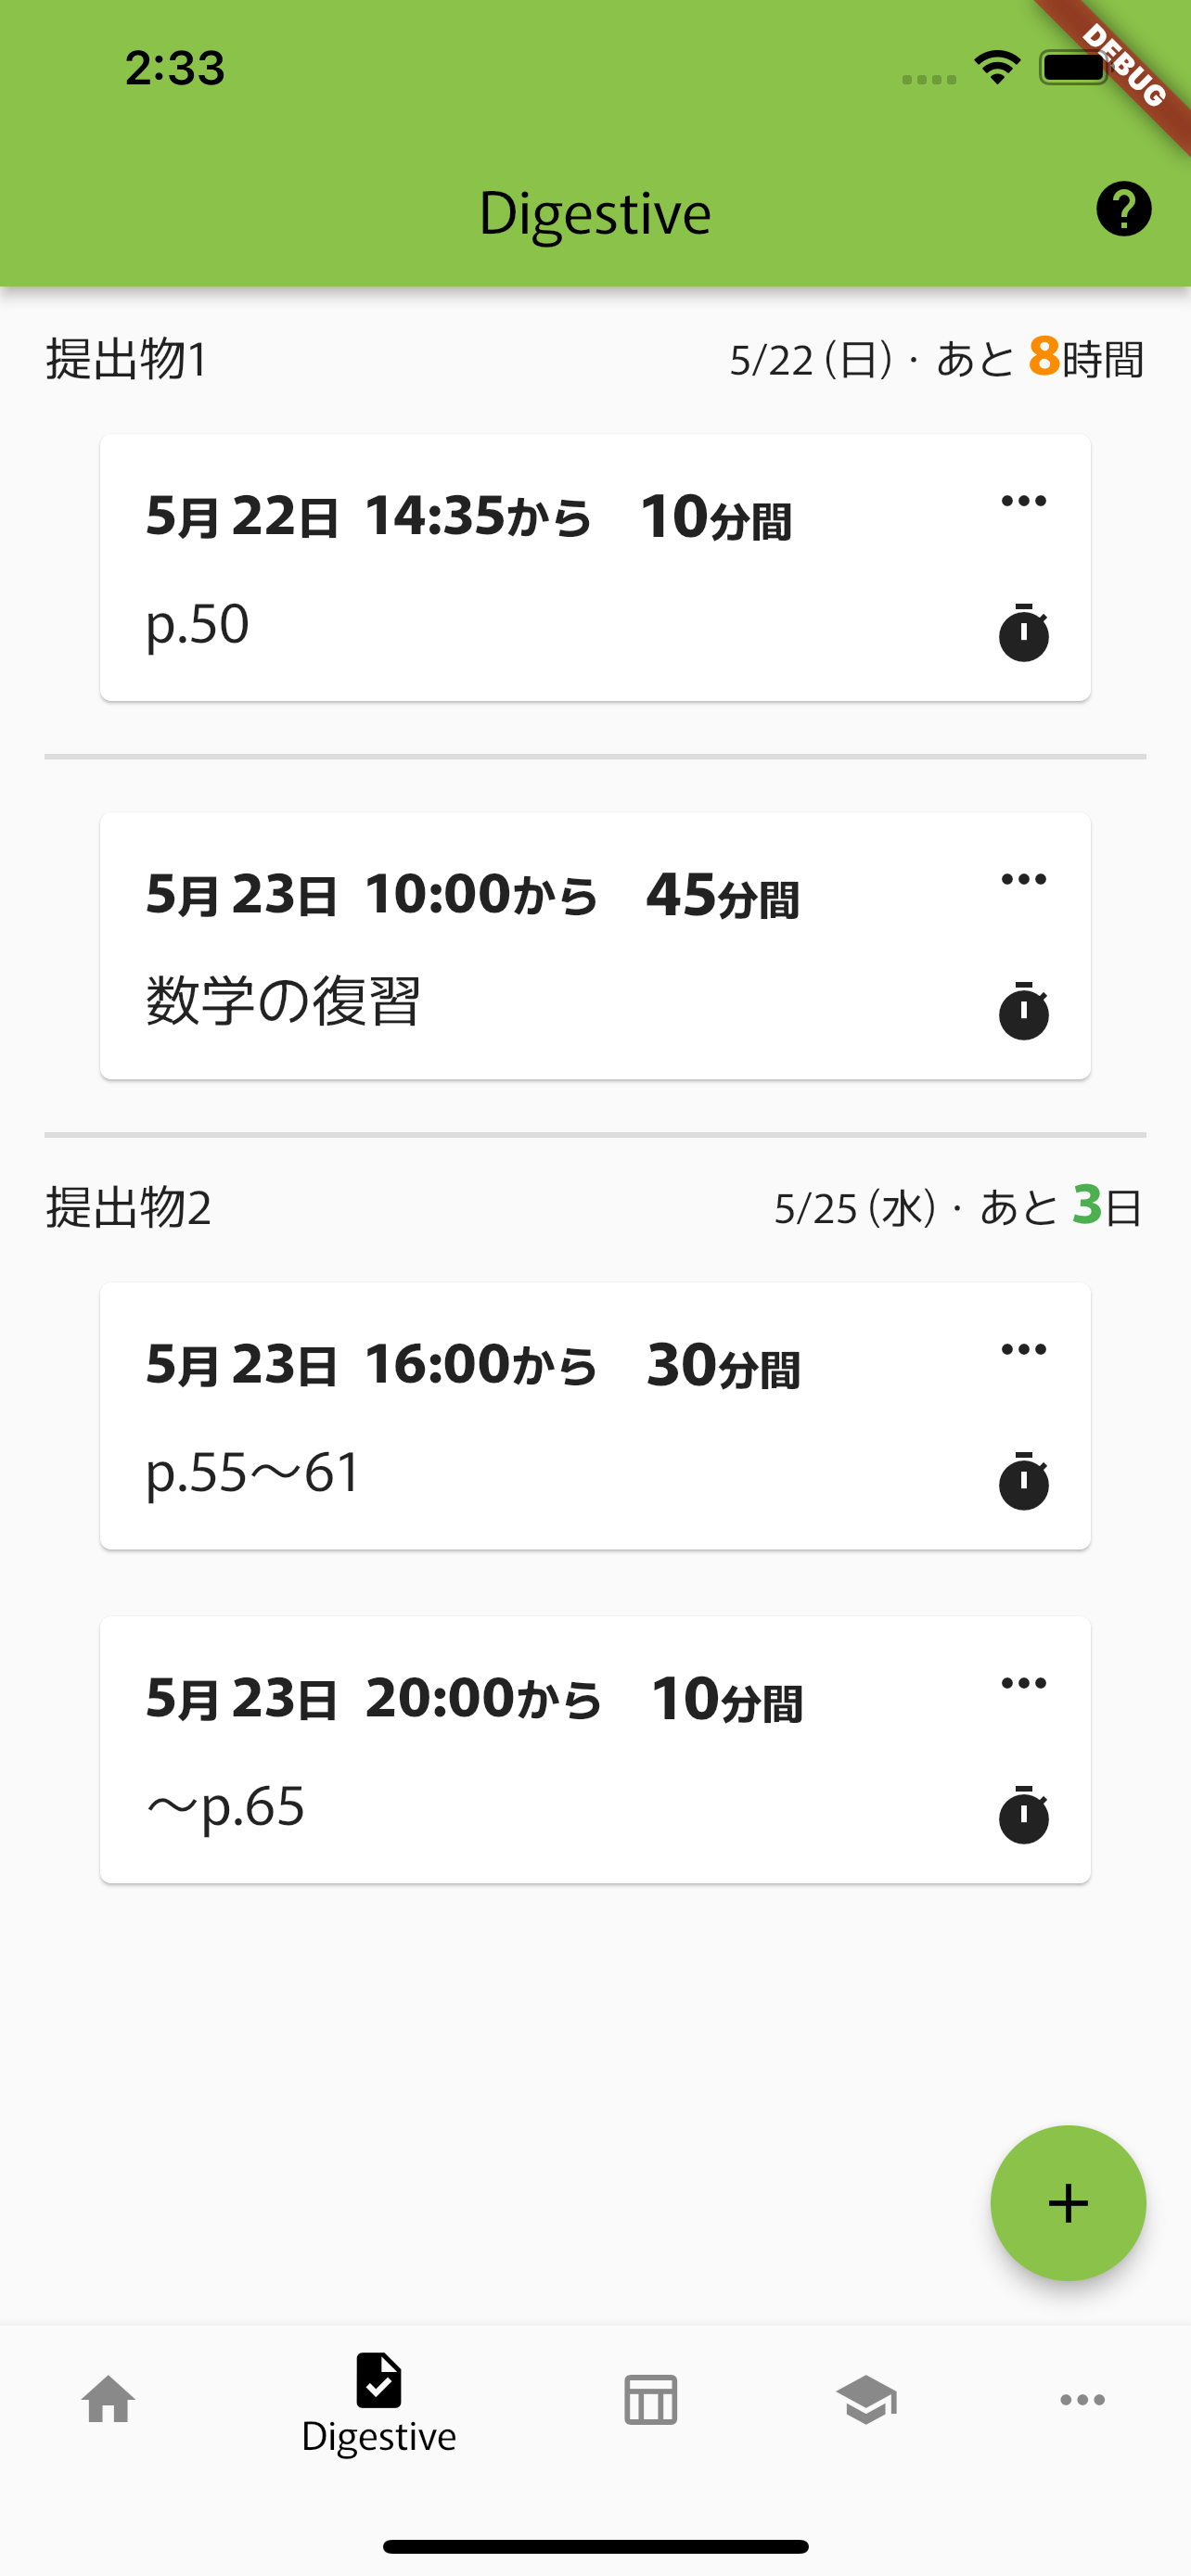 2:33
DEBUG
Digestive
提出物1
5/22 (日)・あと 8時間
5月 22日 14:35から 10分間
p.50
5月 23日 10:00から 45分間
数学の復習
提出物2
5/25 (水)・あと 3日
5月 23日 16:00から 30分間
p.55〜61
5月 23日 20:00から 10分間
〜p.65
Digestive